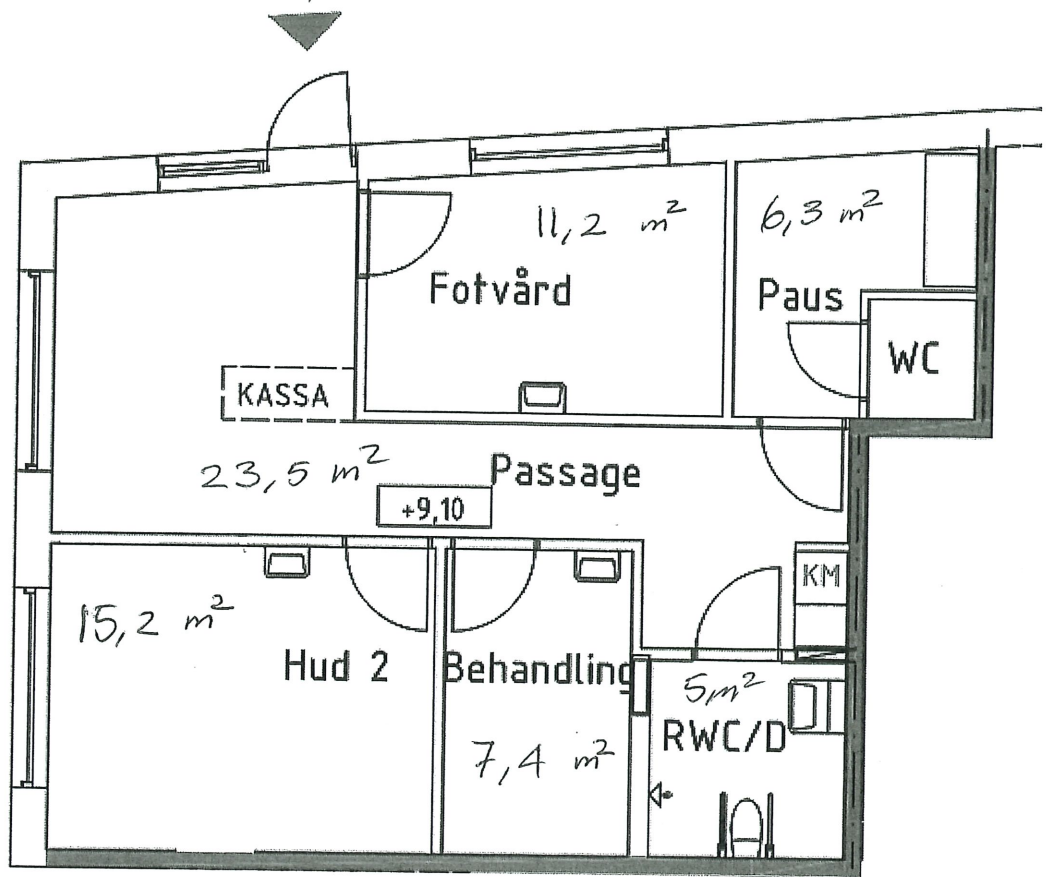 11,2 m²
6,3 m²
Fotvård
Paus
WC
KASSA
23,5 m²
Passage
+9,10
KM
15,2 m²
Hud 2
Behandling
5 m²
RWC/D
7,4 m²